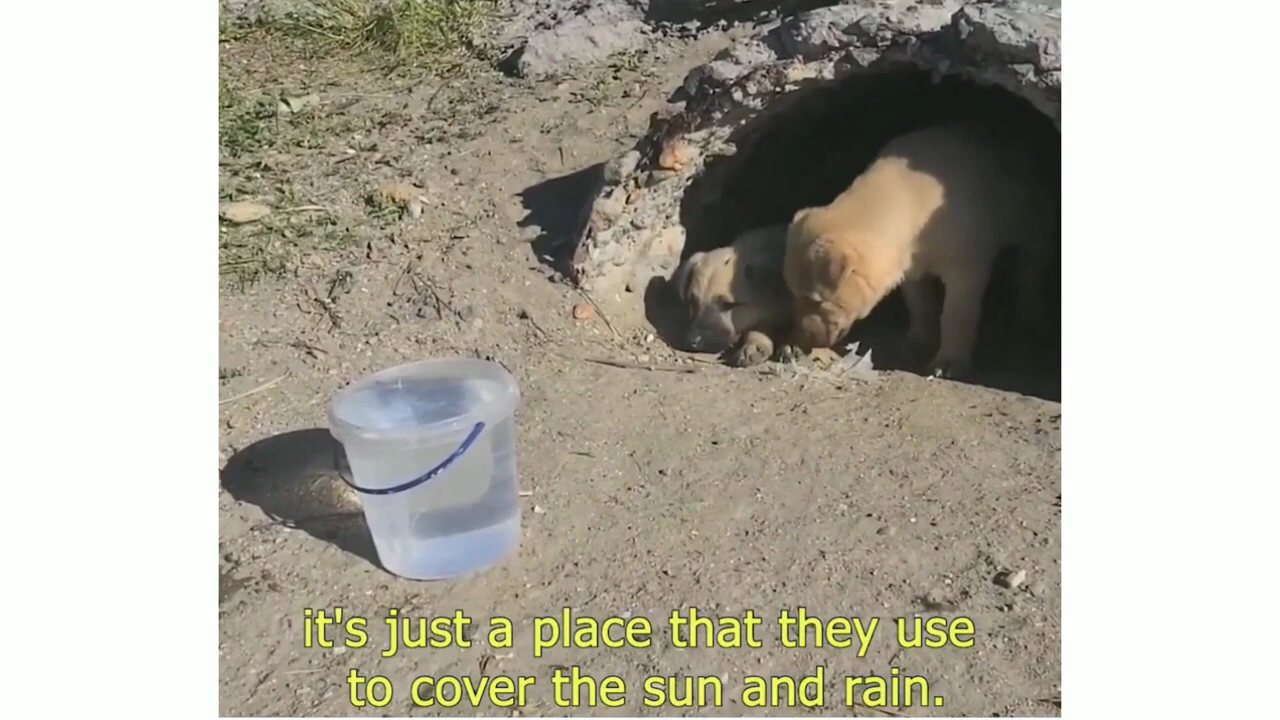 it's just a place that they use
to cover the sun and rain.